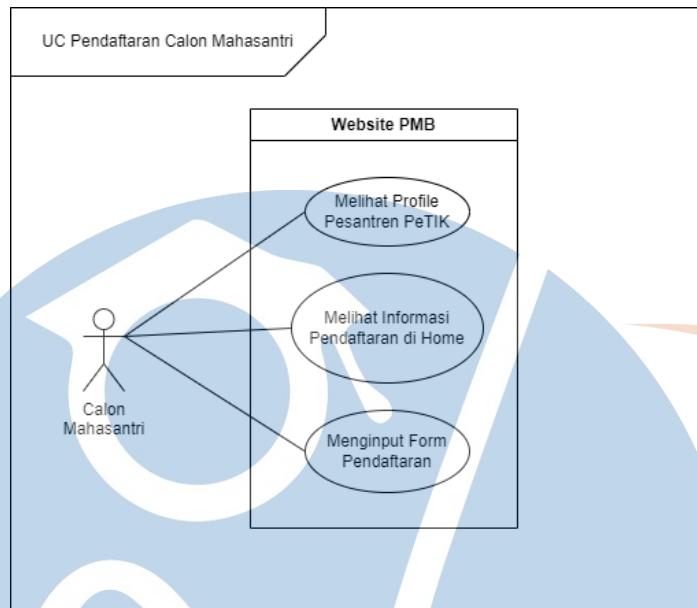 UC Pendaftaran Calon Mahasantri
Website PMB
Melihat Profile
Pesantren PeTIK
Melihat Informasi
Pendaftaran di Home
Calon
Mahasantri
Menginput Form
Pendaftaran